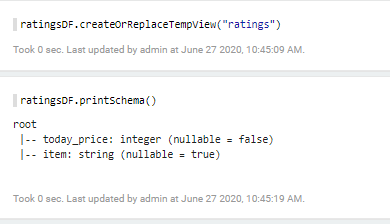 ratingsDF.createOrReplaceTempView("ratings")
Took 0 sec. Last updated by admin at June 27 2020, 10:45:09 AM.
ratingsDF.printSchema()
root
 |-- today_price: integer (nullable = false)
 |-- item: string (nullable = true)
Took 0 sec. Last updated by admin at June 27 2020, 10:45:19 AM.